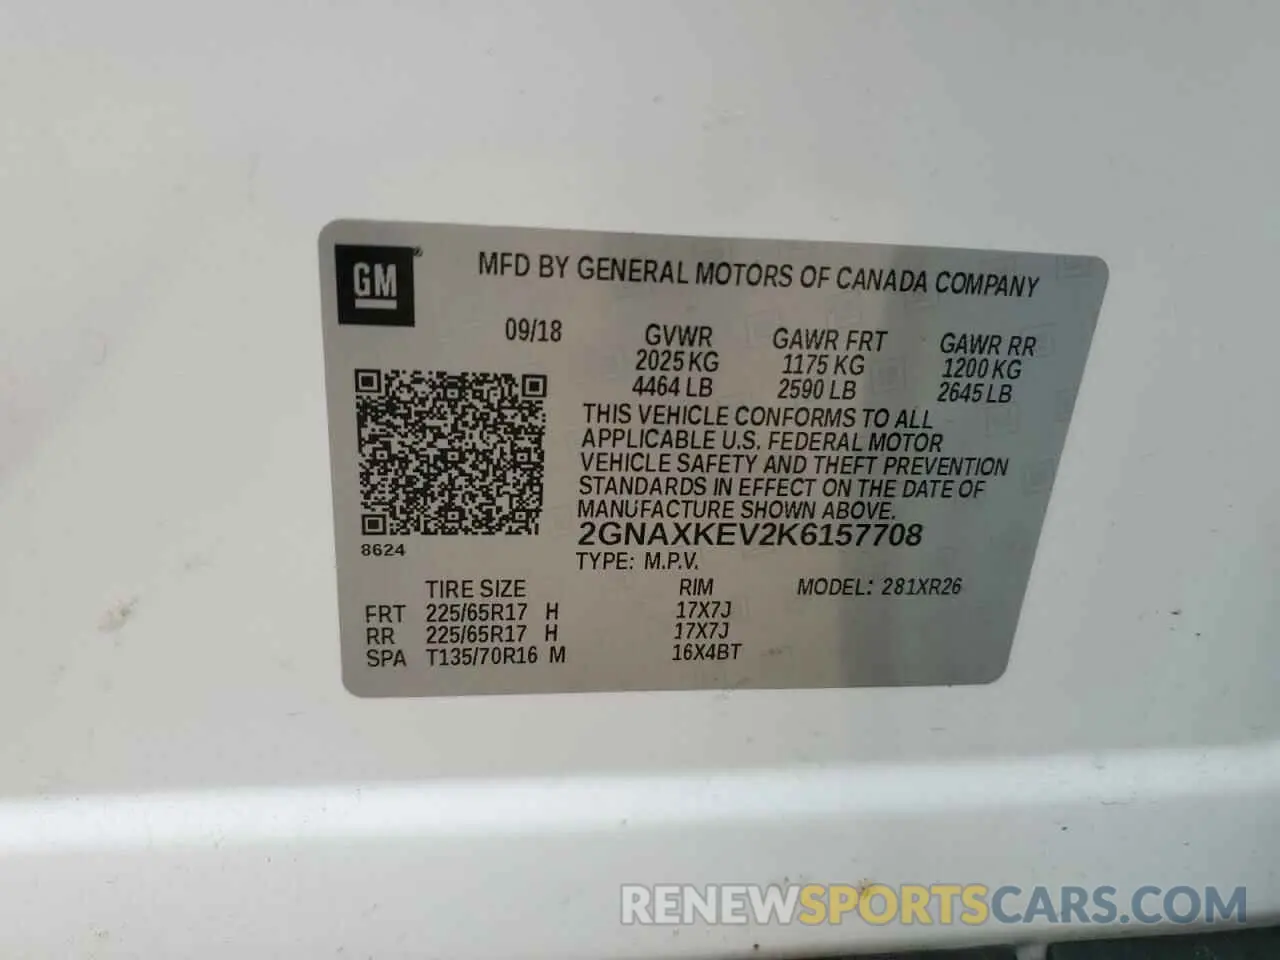 GM
MFD BY GENERAL MOTORS OF CANADA COMPANY
09/18
GVWR GAWR FRT GAWR RR
2025 KG 1175 KG 1200 KG
4464 LB 2590 LB 2645 LB
THIS VEHICLE CONFORMS TO ALL
APPLICABLE U.S. FEDERAL MOTOR
VEHICLE SAFETY AND THEFT PREVENTION
STANDARDS IN EFFECT ON THE DATE OF
MANUFACTURE SHOWN ABOVE.
2GNAXKEV2K6157708
8624
TYPE: M.P.V.
TIRE SIZE RIM MODEL: 281XR26
FRT 225/65R17 H 17X7J
RR 225/65R17 H 17X7J
SPA T135/70R16 M 16X4BT
RENEWSPORTSCARS.COM